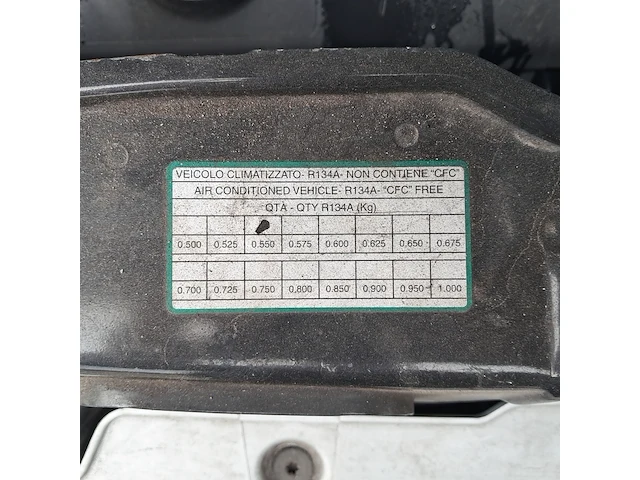 VEICOLO CLIMATIZZATO- R134A- NON CONTIENE "CFC"
AIR CONDITIONED VEHICLE- R134A- "CFC" FREE
QTA - QTY R134A (Kg)
0.500 0.525 0.550 0.575 0.600 0.625 0.650 0.675
0.700 0.725 0.750 0.800 0.850 0.900 0.950 1.000